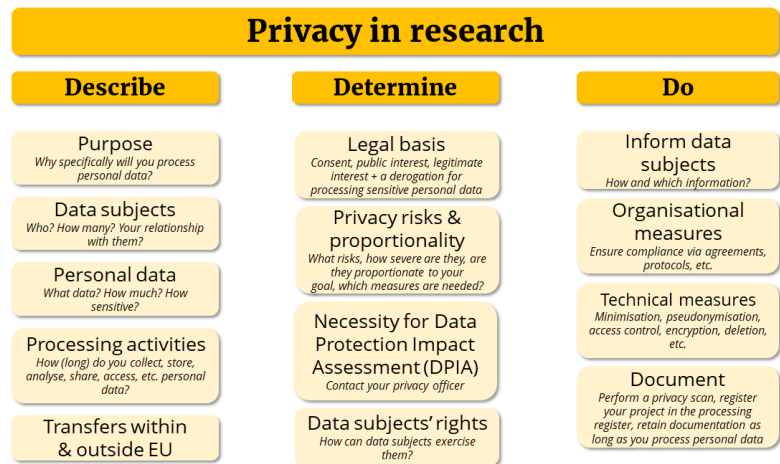 Privacy in research
Describe
Purpose
Why specifically will you process
personal data?
Data subjects
Who? How many? Your relationship
with them?
Personal data
What data? How much? How
sensitive?
Processing activities
How (long) do you collect, store,
analyse, share, access, etc. personal
data?
Transfers within
& outside EU
Determine
Legal basis
Consent, public interest, legitimate
interest + a derogation for
processing sensitive personal data
Privacy risks &
proportionality
What risks, how severe are they, are
they proportionate to your
goal, which measures are needed?
Necessity for Data
Protection Impact
Assessment (DPIA)
Contact your privacy officer
Data subjects’ rights
How can data subjects exercise
them?
Do
Inform data
subjects
How and which information?
Organisational
measures
Ensure compliance via agreements,
protocols, etc.
Technical measures
Minimisation, pseudonymisation,
access control, encryption, deletion,
etc.
Document
Perform a privacy scan, register
your project in the processing
register, retain documentation as
long as you process personal data